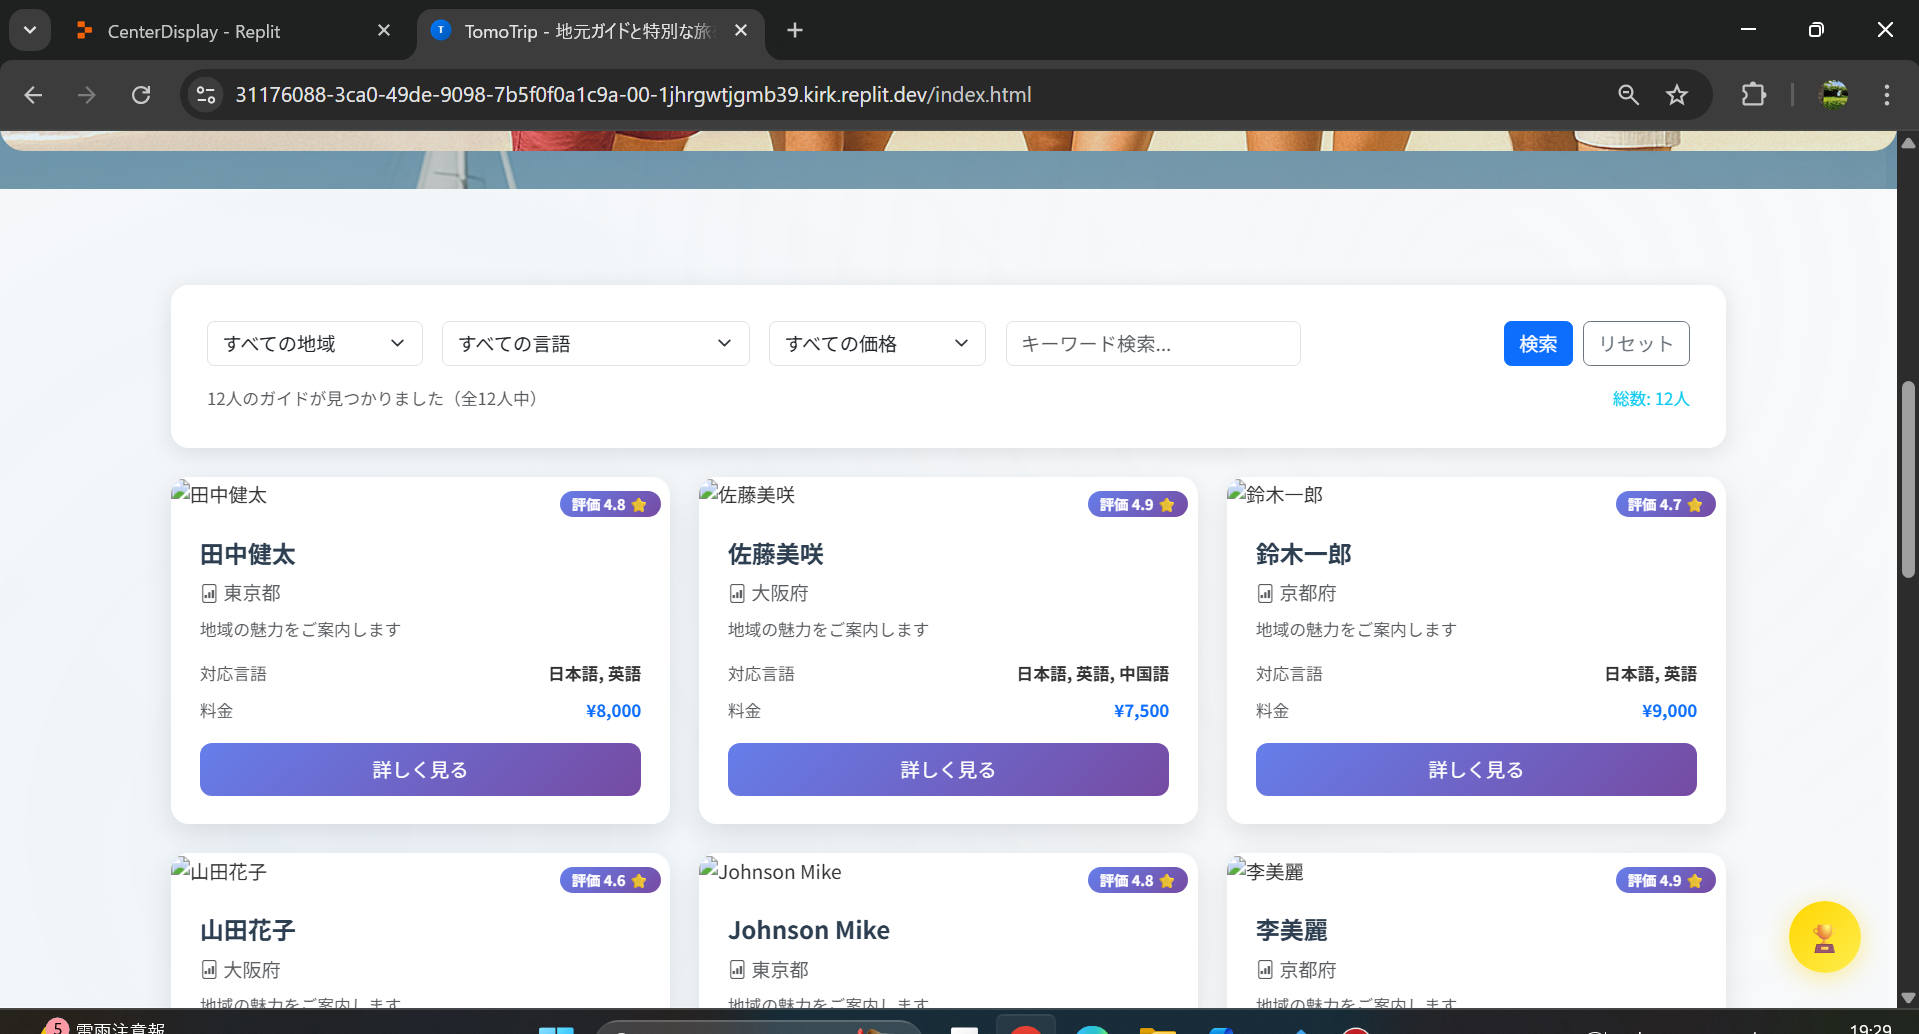 CenterDisplay - Replit
TomoTrip - 地元ガイドと特別な旅
31176088-3ca0-49de-9098-7b5f0f0a1c9a-00-1jhrgwtjgmb39.kirk.replit.dev/index.html
すべての地域
すべての言語
すべての価格
キーワード検索...
検索
リセット
12人のガイドが見つかりました（全12人中）
総数: 12人
田中健太
評価 4.8
佐藤美咲
評価 4.9
鈴木一郎
評価 4.7
田中健太
佐藤美咲
鈴木一郎
東京都
大阪府
京都府
地域の魅力をご案内します
地域の魅力をご案内します
地域の魅力をご案内します
対応言語
日本語, 英語
対応言語
日本語, 英語, 中国語
対応言語
日本語, 英語
料金
¥8,000
料金
¥7,500
料金
¥9,000
詳しく見る
詳しく見る
詳しく見る
山田花子
評価 4.6
Johnson Mike
評価 4.8
李美麗
評価 4.9
山田花子
Johnson Mike
李美麗
大阪府
東京都
京都府
地域の魅力をご案内します
地域の魅力をご案内します
地域の魅力をご案内します
5
雷雨注意報
19:29